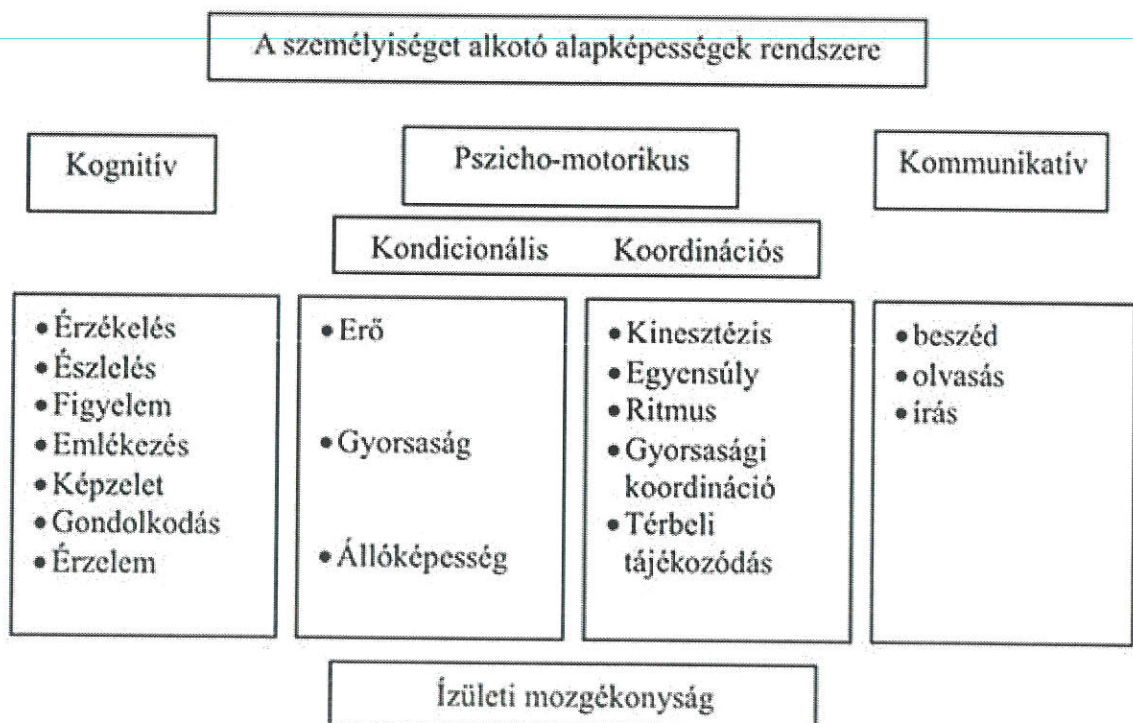 A személyiséget alkotó alapképességek rendszere
Kognitív
Pszicho-motorikus
Kommunikatív
Kondicionális Koordinációs
• Érzékelés
• Észlelés
• Figyelem
• Emlékezés
• Képzelet
• Gondolkodás
• Érzelem
• Erő
• Gyorsaság
• Állóképesség
• Kinesztézis
• Egyensúly
• Ritmus
• Gyorsasági
koordináció
• Térbeli
tájékozódás
• beszéd
• olvasás
• írás
Ízületi mozgékonyság